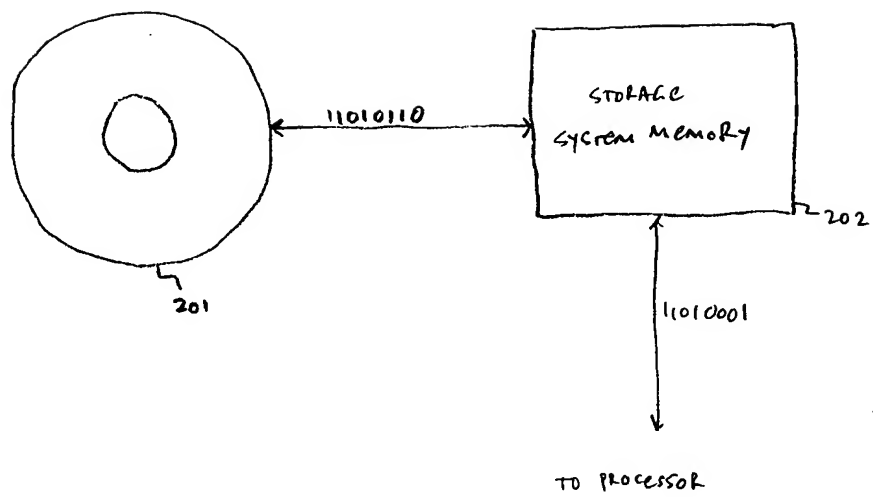 11010110
STORAGE
SYSTEM MEMORY
202
201
11010001
TO PROCESSOR